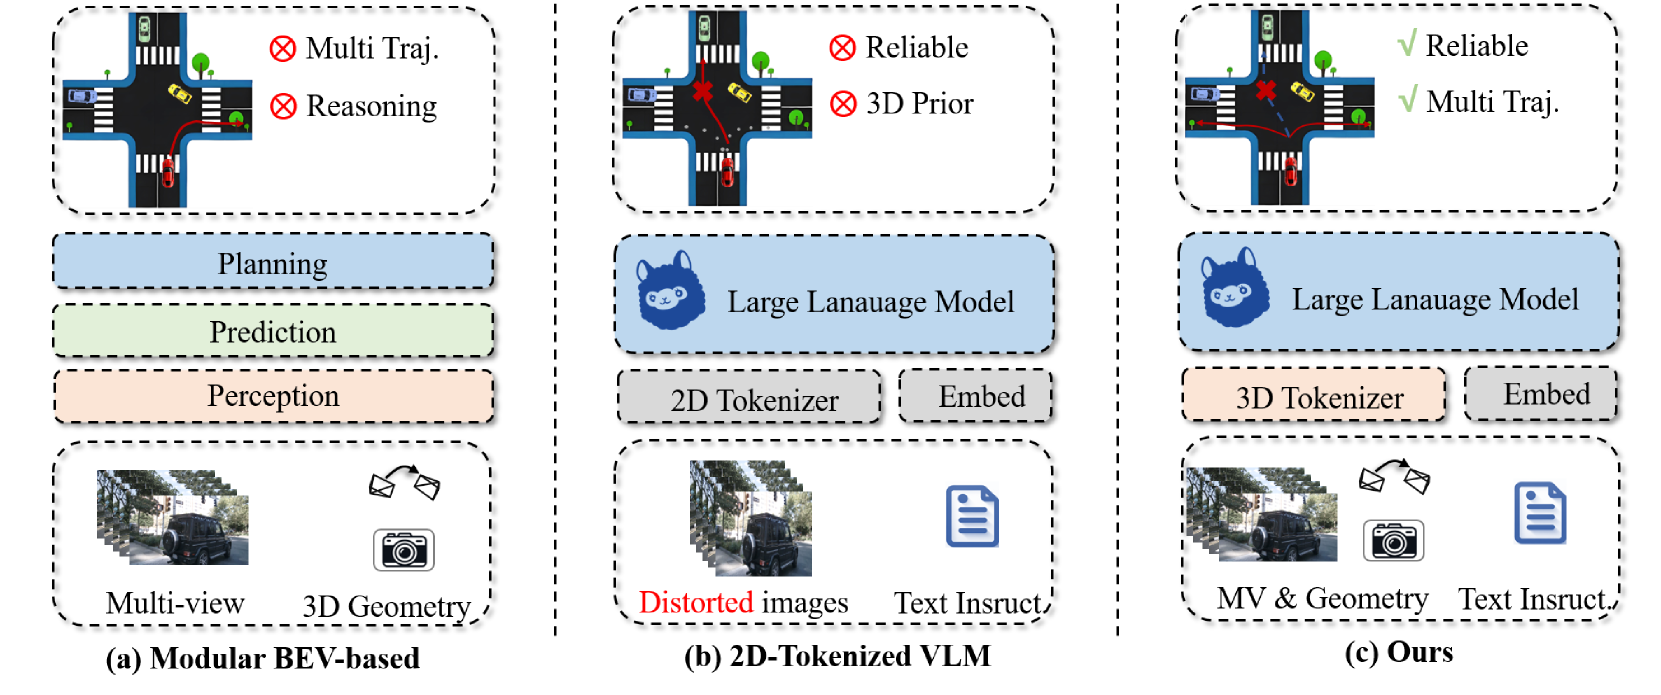 Multi Traj.
Reasoning
Planning
Prediction
Perception
Multi-view
3D Geometry
(a) Modular BEV-based
Reliable
3D Prior
Large Lanauage Model
2D Tokenizer
Embed
Distorted images
Text Insruct.
(b) 2D-Tokenized VLM
√ Reliable
√ Multi Traj.
Large Lanauage Model
3D Tokenizer
Embed
MV & Geometry
Text Insruct.
(c) Ours